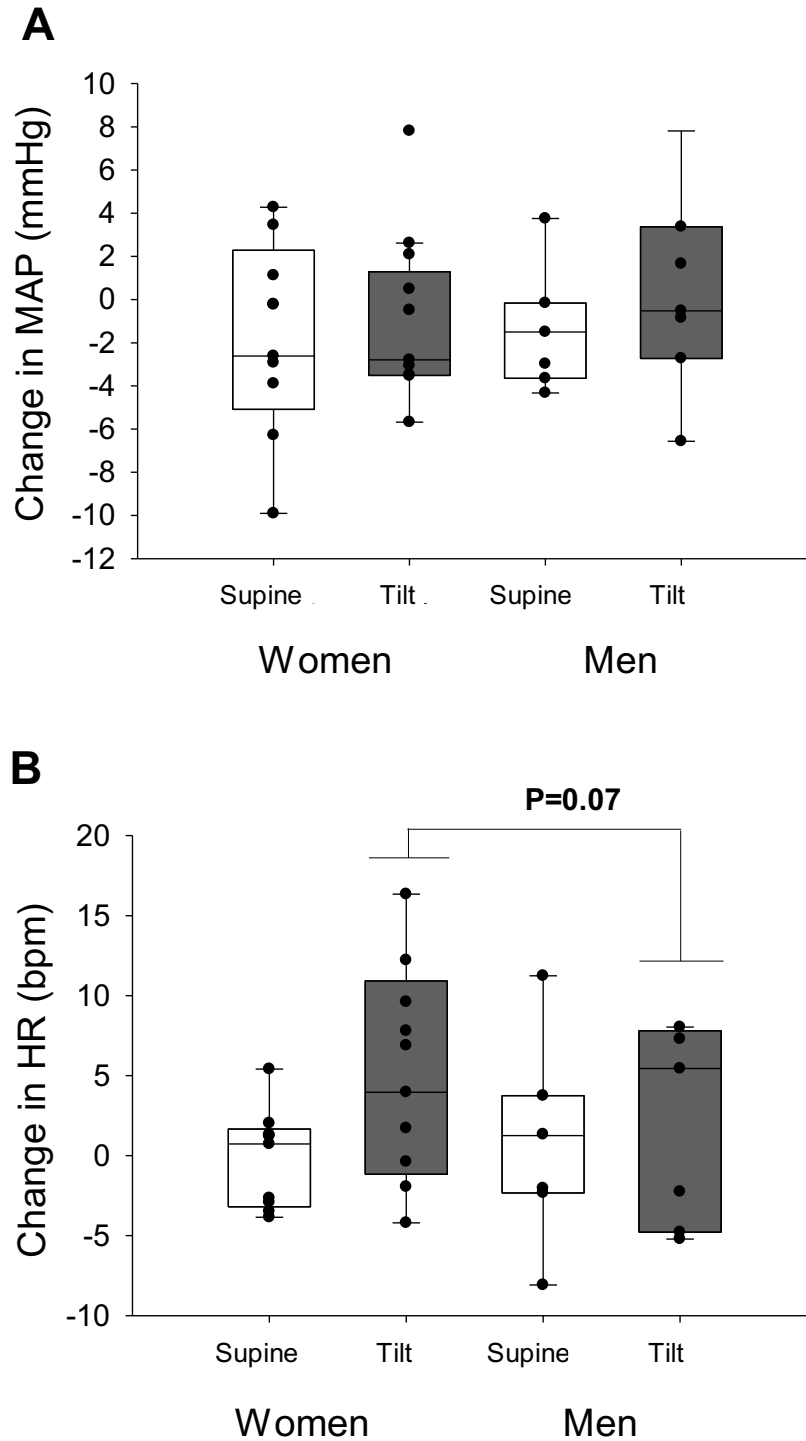 A
Change in MAP (mmHg)
10
8
6
4
2
0
-2
-4
-6
-8
-10
-12
Supine Tilt Supine Tilt
Women Men
B
P=0.07
Change in HR (bpm)
20
15
10
5
0
-5
-10
Supine Tilt Supine Tilt
Women Men